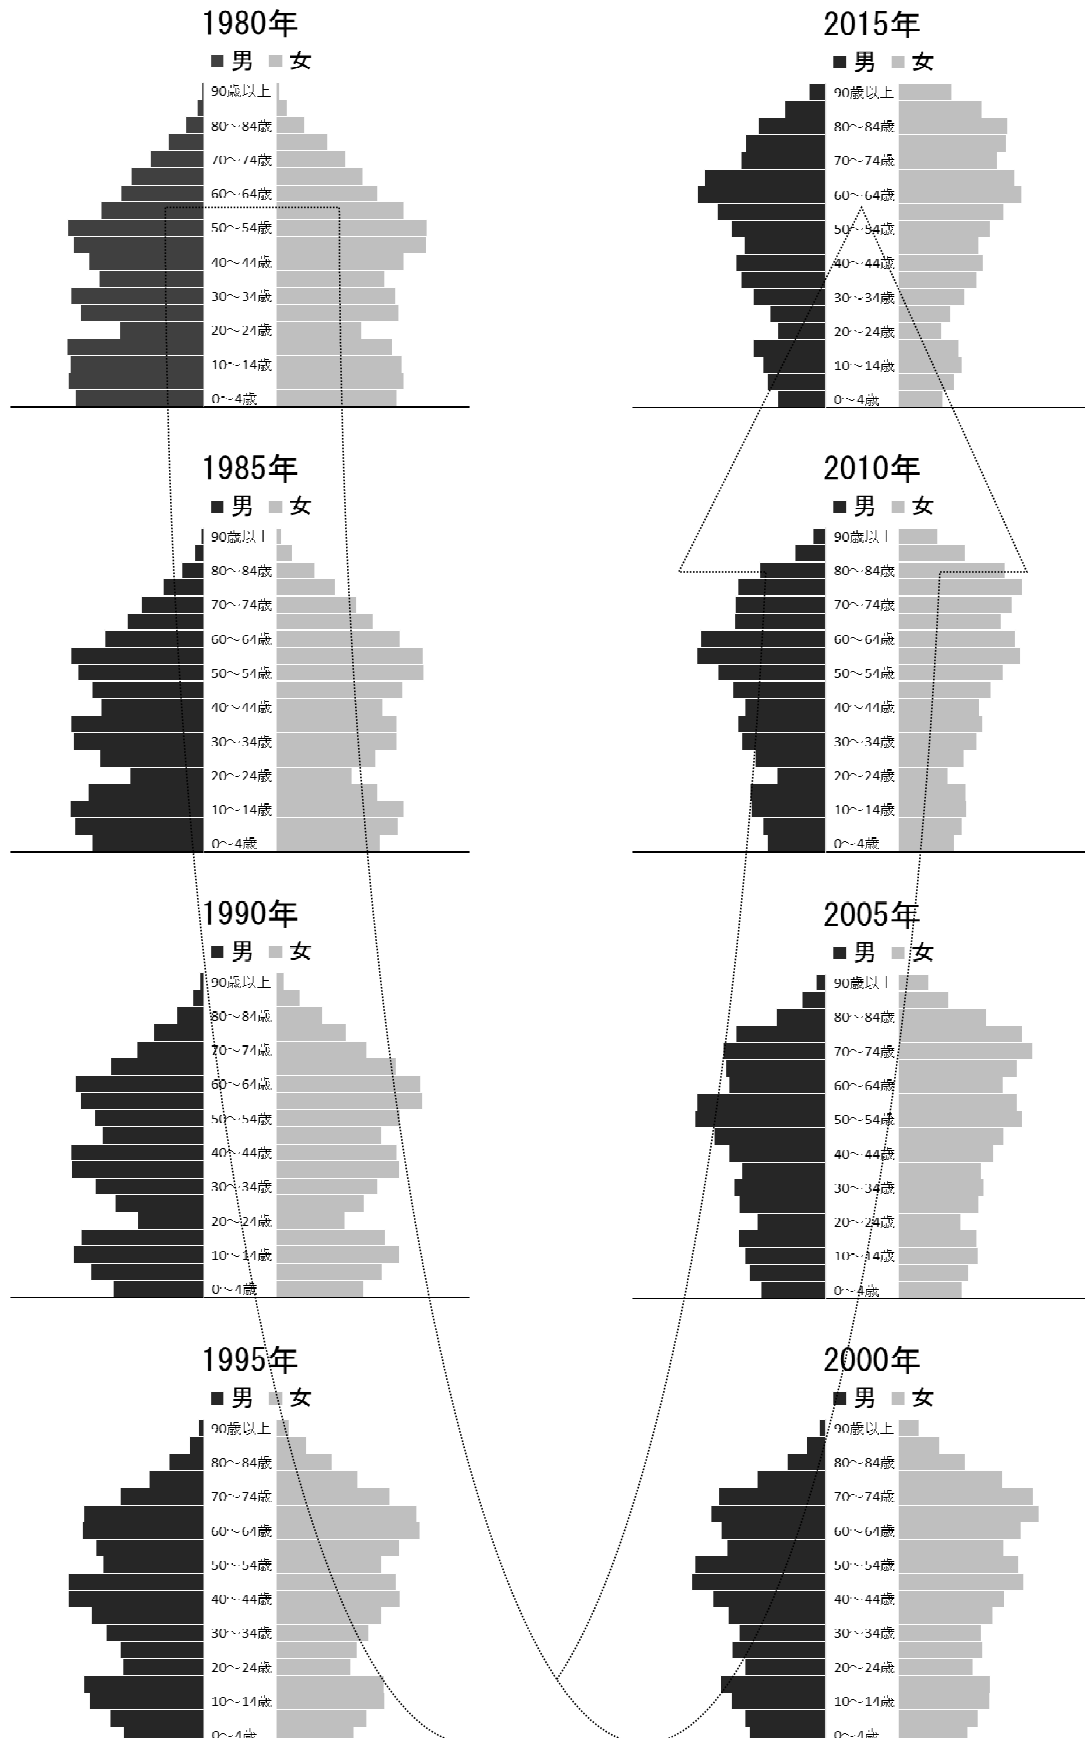 1980年
■ 男 ■ 女
90歳以上
80～84歳
70～74歳
60～64歳
50～54歳
40～44歳
30～34歳
20～24歳
10～14歳
0～4歳
1985年
■ 男 ■ 女
90歳以上
80～84歳
70～74歳
60～64歳
50～54歳
40～44歳
30～34歳
20～24歳
10～14歳
0～4歳
1990年
■ 男 ■ 女
90歳以上
80～84歳
70～74歳
60～64歳
50～54歳
40～44歳
30～34歳
20～24歳
10～14歳
0～4歳
1995年
■ 男 ■ 女
90歳以上
80～84歳
70～74歳
60～64歳
50～54歳
40～44歳
30～34歳
20～24歳
10～14歳
0～4歳
2015年
■ 男 ■ 女
90歳以上
80～84歳
70～74歳
60～64歳
50～54歳
40～44歳
30～34歳
20～24歳
10～14歳
0～4歳
2010年
■ 男 ■ 女
90歳以上
80～84歳
70～74歳
60～64歳
50～54歳
40～44歳
30～34歳
20～24歳
10～14歳
0～4歳
2005年
■ 男 ■ 女
90歳以上
80～84歳
70～74歳
60～64歳
50～54歳
40～44歳
30～34歳
20～24歳
10～14歳
0～4歳
2000年
■ 男 ■ 女
90歳以上
80～84歳
70～74歳
60～64歳
50～54歳
40～44歳
30～34歳
20～24歳
10～14歳
0～4歳